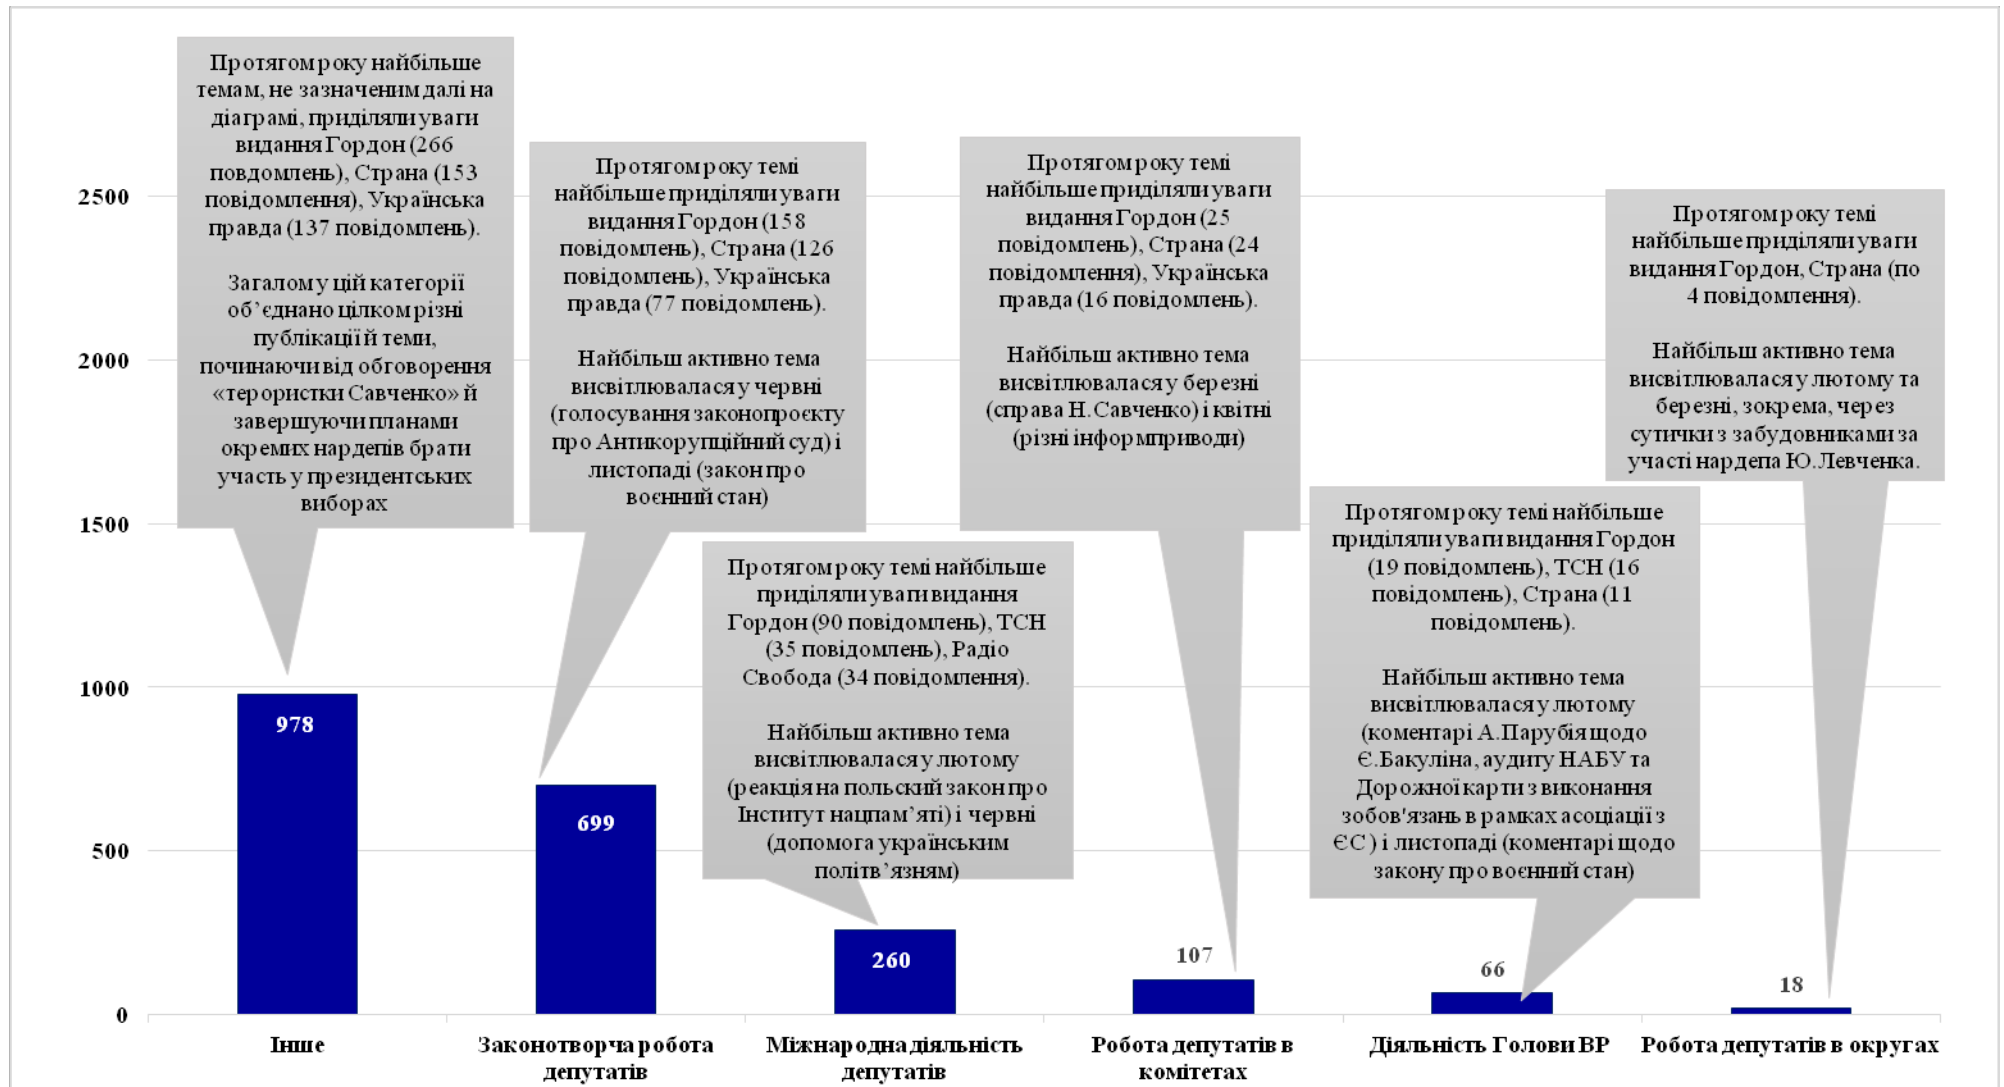 Протягом року найбільше
темам, не зазначеним далі на
діаграмі, приділяли уваги
видання Гордон (266
повдомлень), Страна (153
повідомлення), Українська
правда (137 повідомлень).
Загалом у цій категорії
об’єднано цілком різні
публікації й теми,
починаючи від обговорення
«терористки Савченко» й
завершуючи планами
окремих нардепів брати
участь у президентських
виборах
Протягом року темі
найбільше приділяли уваги
видання Гордон (158
повідомлень), Страна (126
повідомлень), Українська
правда (77 повідомлень).
Найбільш активно тема
висвітлювалася у червні
(голосування законопроєкту
про Антикорупційний суд) і
листопаді (закон про
воєнний стан)
Протягом року темі найбільше
приділяли уваги видання
Гордон (90 повідомлень), ТСН
(35 повідомлень), Радіо
Свобода (34 повідомлення).
Найбільш активно тема
висвітлювалася у лютому
(реакція на польский закон про
Інститут нацпам’яті) і червні
(допомога українським
політв’язням)
Протягом року темі
найбільше приділяли уваги
видання Гордон (25
повідомлень), Страна (24
повідомлення), Українська
правда (16 повідомлень).
Найбільш активно тема
висвітлювалася у березні
(справа Н.Савченко) і квітні
(різні інформприводи)
Протягом року темі найбільше
приділяли уваги видання Гордон
(19 повідомлень), ТСН (16
повідомлень), Страна (11
повідомлень).
Найбільш активно тема
висвітлювалася у лютому
(коментарі А.Парубія щодо
Є.Бакуліна, аудиту НАБУ та
Дорожної карти з виконання
зобов'язань в рамках асоціації з
ЄС ) і листопаді (коментарі щодо
закону про воєнний стан)
Протягом року темі
найбільше приділяли уваги
видання Гордон, Страна (по
4 повідомлення).
Найбільш активно тема
висвітлювалася у лютому та
березні, зокрема, через
сутички з забудовниками за
участі нардепа Ю.Левченка.
2500
2000
1500
1000
500
0
978
699
260
107
66
18
Інше
Законотворча робота
депутатів
Міжнародна діяльність
депутатів
Робота депутатів в
комітетах
Діяльність Голови ВР
Робота депутатів в округах